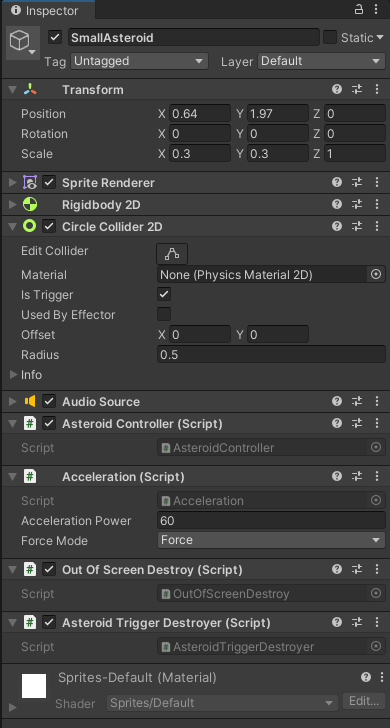 Inspector
SmallAsteroid Static
Tag Untagged Layer Default
Transform
Position X 0.64 Y 1.97 Z 0
Rotation X 0 Y 0 Z 0
Scale X 0.3 Y 0.3 Z 1
Sprite Renderer
Rigidbody 2D
Circle Collider 2D
Edit Collider
Material None (Physics Material 2D)
Is Trigger
Used By Effector
Offset X 0 Y 0
Radius 0.5
Info
Audio Source
Asteroid Controller (Script)
Script AsteroidController
Acceleration (Script)
Script Acceleration
Acceleration Power 60
Force Mode Force
Out Of Screen Destroy (Script)
Script OutOfScreenDestroy
Asteroid Trigger Destroyer (Script)
Script AsteroidTriggerDestroyer
Sprites-Default (Material)
Shader Sprites/Default Edit...